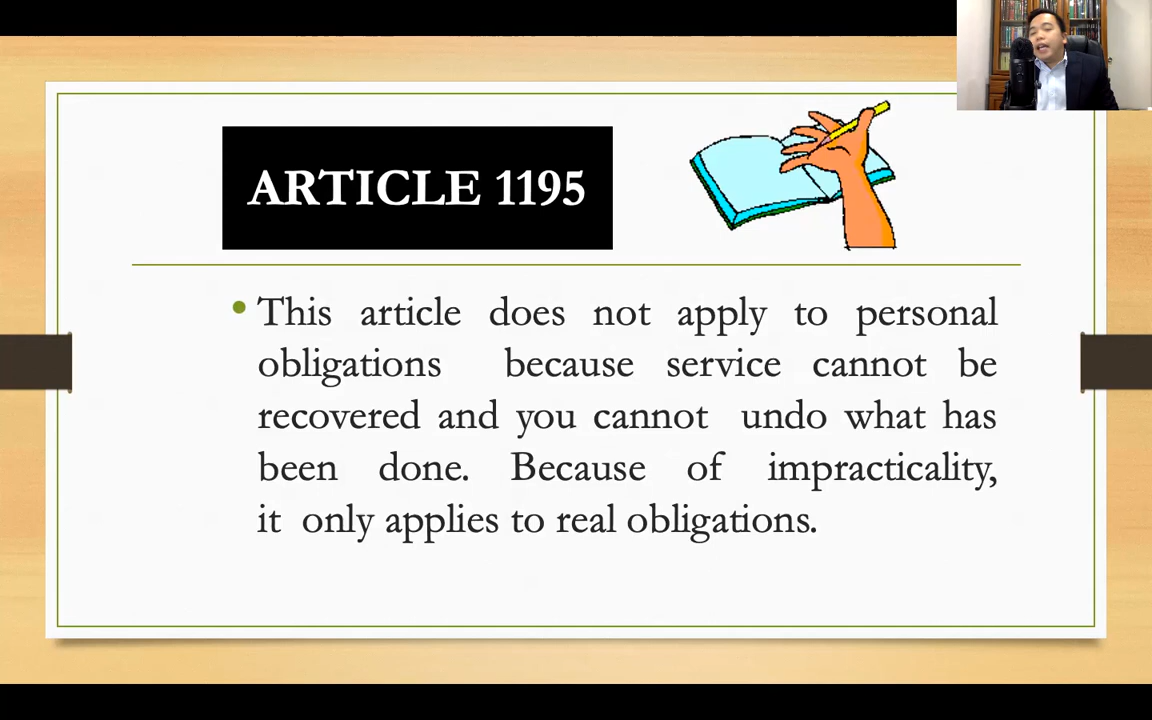 ARTICLE 1195
This article does not apply to personal
obligations because service cannot be
recovered and you cannot undo what has
been done. Because of impracticality,
it only applies to real obligations.